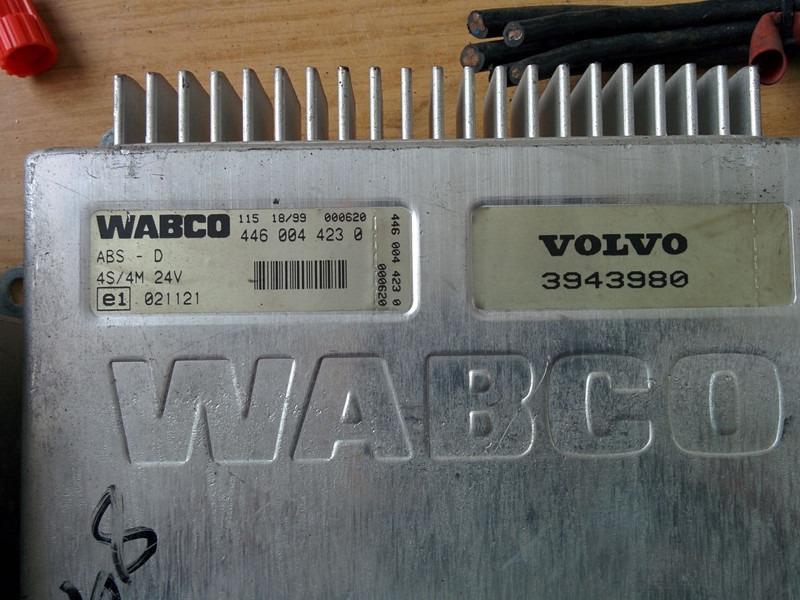 WABCO
115 18/99 000620
446 004 423 0
ABS - D
4S/4M 24V
e1 021121
446 004 423 0
000620
VOLVO
3943980
WABCO